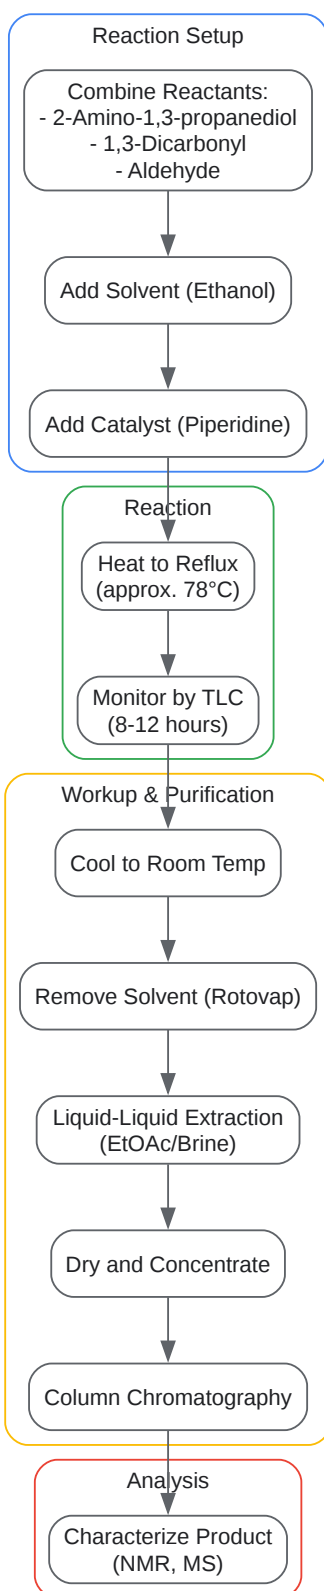 Reaction Setup
Combine Reactants:
- 2-Amino-1,3-propanediol
- 1,3-Dicarbonyl
- Aldehyde
Add Solvent (Ethanol)
Add Catalyst (Piperidine)
Reaction
Heat to Reflux
(approx. 78°C)
Monitor by TLC
(8-12 hours)
Workup & Purification
Cool to Room Temp
Remove Solvent (Rotovap)
Liquid-Liquid Extraction
(EtOAc/Brine)
Dry and Concentrate
Column Chromatography
Analysis
Characterize Product
(NMR, MS)